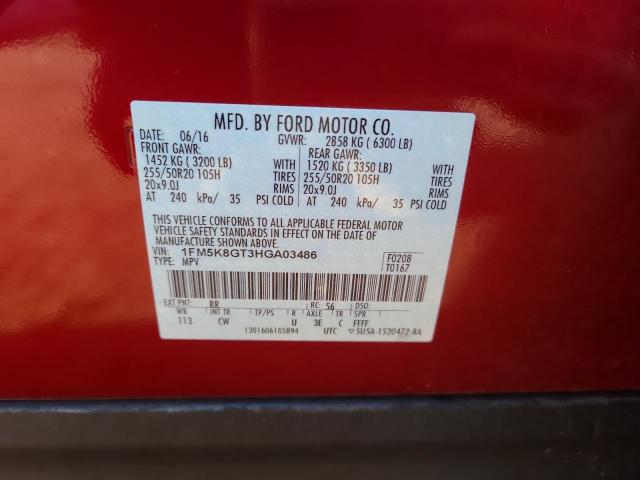 MFD. BY FORD MOTOR CO.
DATE: 06/16 GVWR: 2858 KG ( 6300 LB)
FRONT GAWR: REAR GAWR:
1452 KG ( 3200 LB) WITH 1520 KG ( 3350 LB) WITH
255/50R20 105H TIRES 255/50R20 105H TIRES
20x9.0J RIMS 20x9.0J RIMS
AT 240 kPa/ 35 PSI COLD AT 240 kPa/ 35 PSI COLD
THIS VEHICLE CONFORMS TO ALL APPLICABLE FEDERAL MOTOR
VEHICLE SAFETY STANDARDS IN EFFECT ON THE DATE OF
MANUFACTURE SHOWN ABOVE.
VIN: 1FM5K8GT3HGA03486 F0208
TYPE: MPV T0167
EXT PNT: RR RC: 56 DSO:
WB INT TR TP/PS R AXLE TR SPR
113 CW U 3E C FFFF
1201606105894 UTC 5U5A-1520472-BA